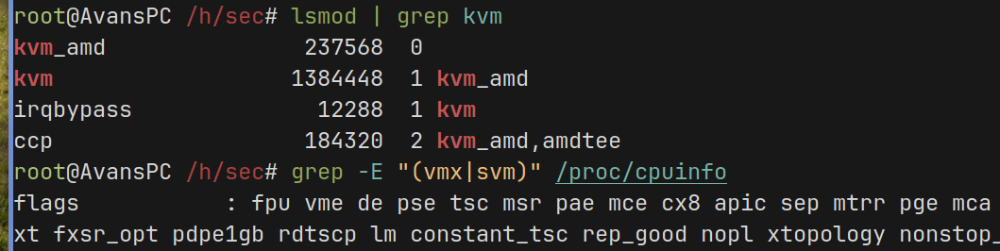 root@AvansPC /h/sec# lsmod | grep kvm
kvm_amd               237568  0
kvm                  1384448  1 kvm_amd
irqbypass              12288  1 kvm
ccp                   184320  2 kvm_amd,amdtee
root@AvansPC /h/sec# grep -E "(vmx|svm)" /proc/cpuinfo
flags           : fpu vme de pse tsc msr pae mce cx8 apic sep mtrr pge mca
xt fxsr_opt pdpe1gb rdtscp lm constant_tsc rep_good nopl xtopology nonstop_